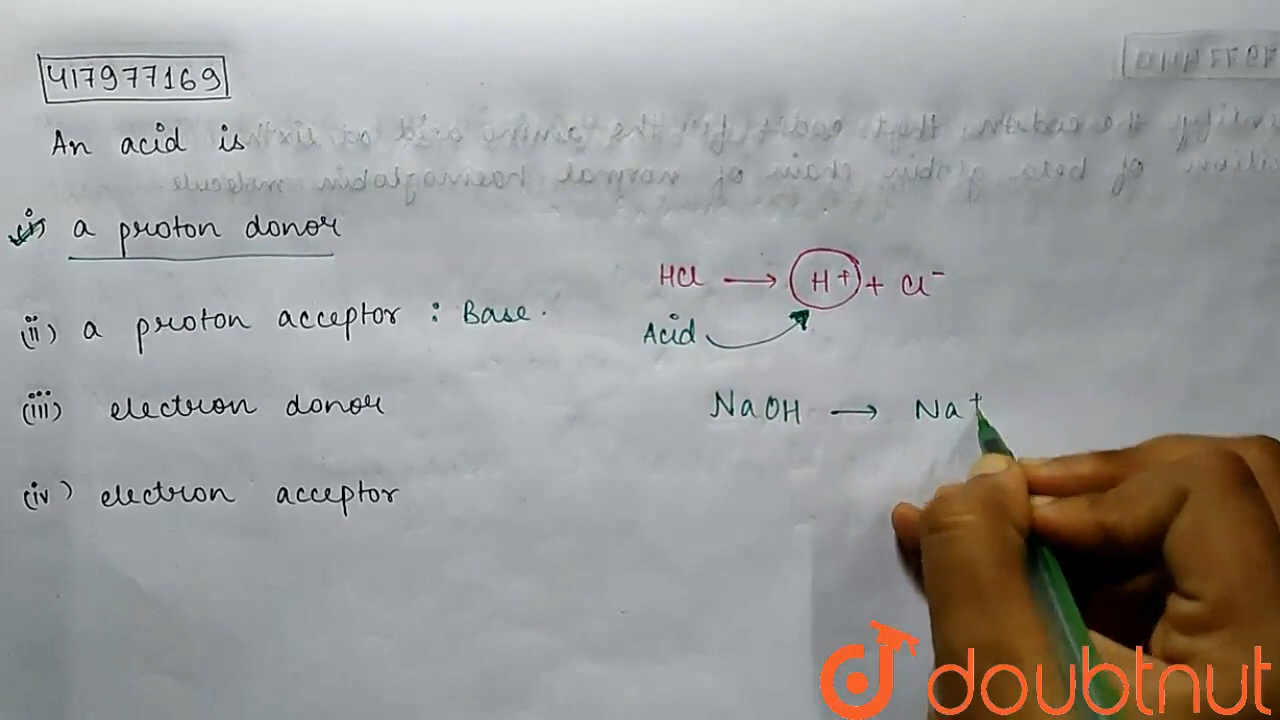 417977169
An acid is
(i) a proton donor
(ii) a proton acceptor : Base.
(iii) electron donor
(iv) electron acceptor
HCl → H+ + Cl-
Acid
NaOH → Na+
doubtnut